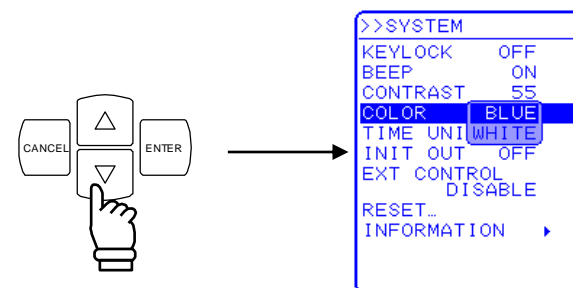 CANCEL
ENTER
>>SYSTEM
KEYLOCK OFF
BEEP ON
CONTRAST 55
COLOR BLUE
TIME UNI WHITE
INIT OUT OFF
EXT CONTROL
DISABLE
RESET…
INFORMATION